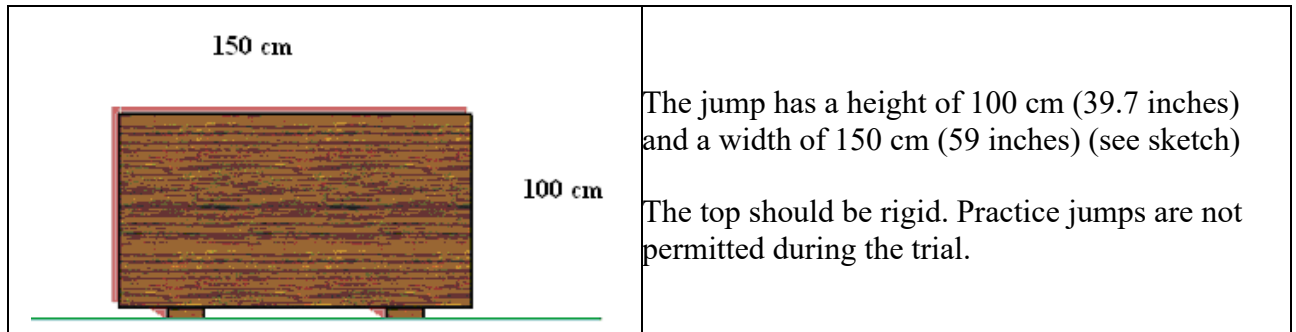 150 cm
100 cm
The jump has a height of 100 cm (39.7 inches)
and a width of 150 cm (59 inches) (see sketch)
The top should be rigid. Practice jumps are not
permitted during the trial.